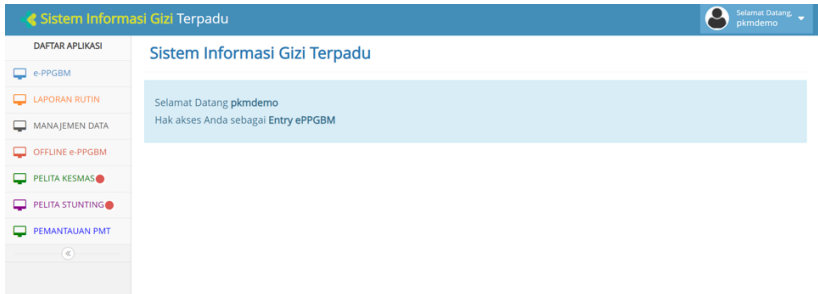 Sistem Informasi Gizi Terpadu
Selamat Datang,
pkmdemo
DAFTAR APLIKASI
e-PPGBM
LAPORAN RUTIN
MANAJEMEN DATA
OFFLINE e-PPGBM
PELITA KESMAS
PELITA STUNTING
PEMANTAUAN PMT
Sistem Informasi Gizi Terpadu
Selamat Datang pkmdemo
Hak akses Anda sebagai Entry ePPGBM